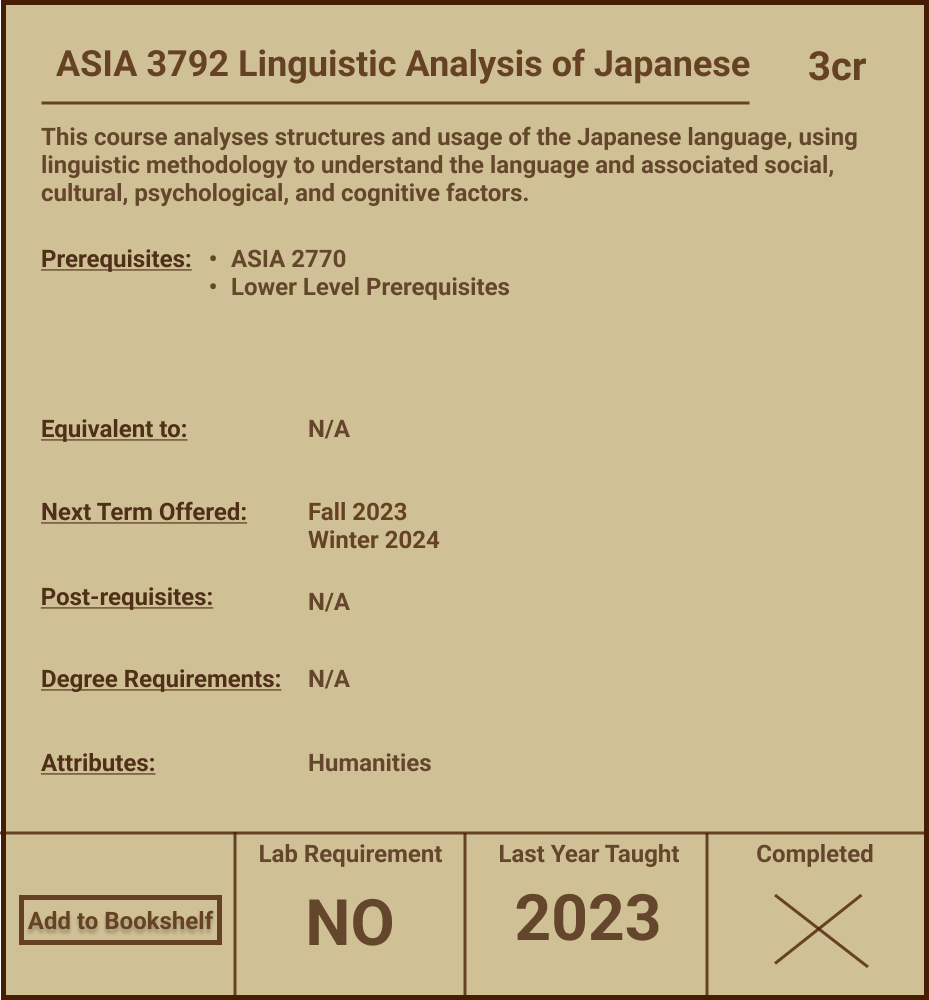 ASIA 3792 Linguistic Analysis of Japanese 3cr
This course analyses structures and usage of the Japanese language, using
linguistic methodology to understand the language and associated social,
cultural, psychological, and cognitive factors.
Prerequisites: • ASIA 2770
• Lower Level Prerequisites
Equivalent to: N/A
Next Term Offered: Fall 2023
Winter 2024
Post-requisites: N/A
Degree Requirements: N/A
Attributes: Humanities
Lab Requirement Last Year Taught Completed
Add to Bookshelf NO 2023